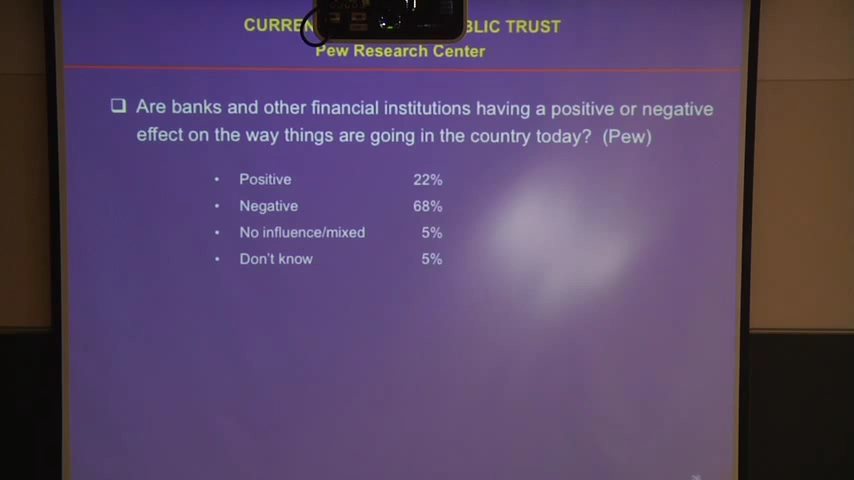 CURREN BLIC TRUST
Pew Research Center
❑ Are banks and other financial institutions having a positive or negative
effect on the way things are going in the country today? (Pew)
• Positive 22%
• Negative 68%
• No influence/mixed 5%
• Don't know 5%